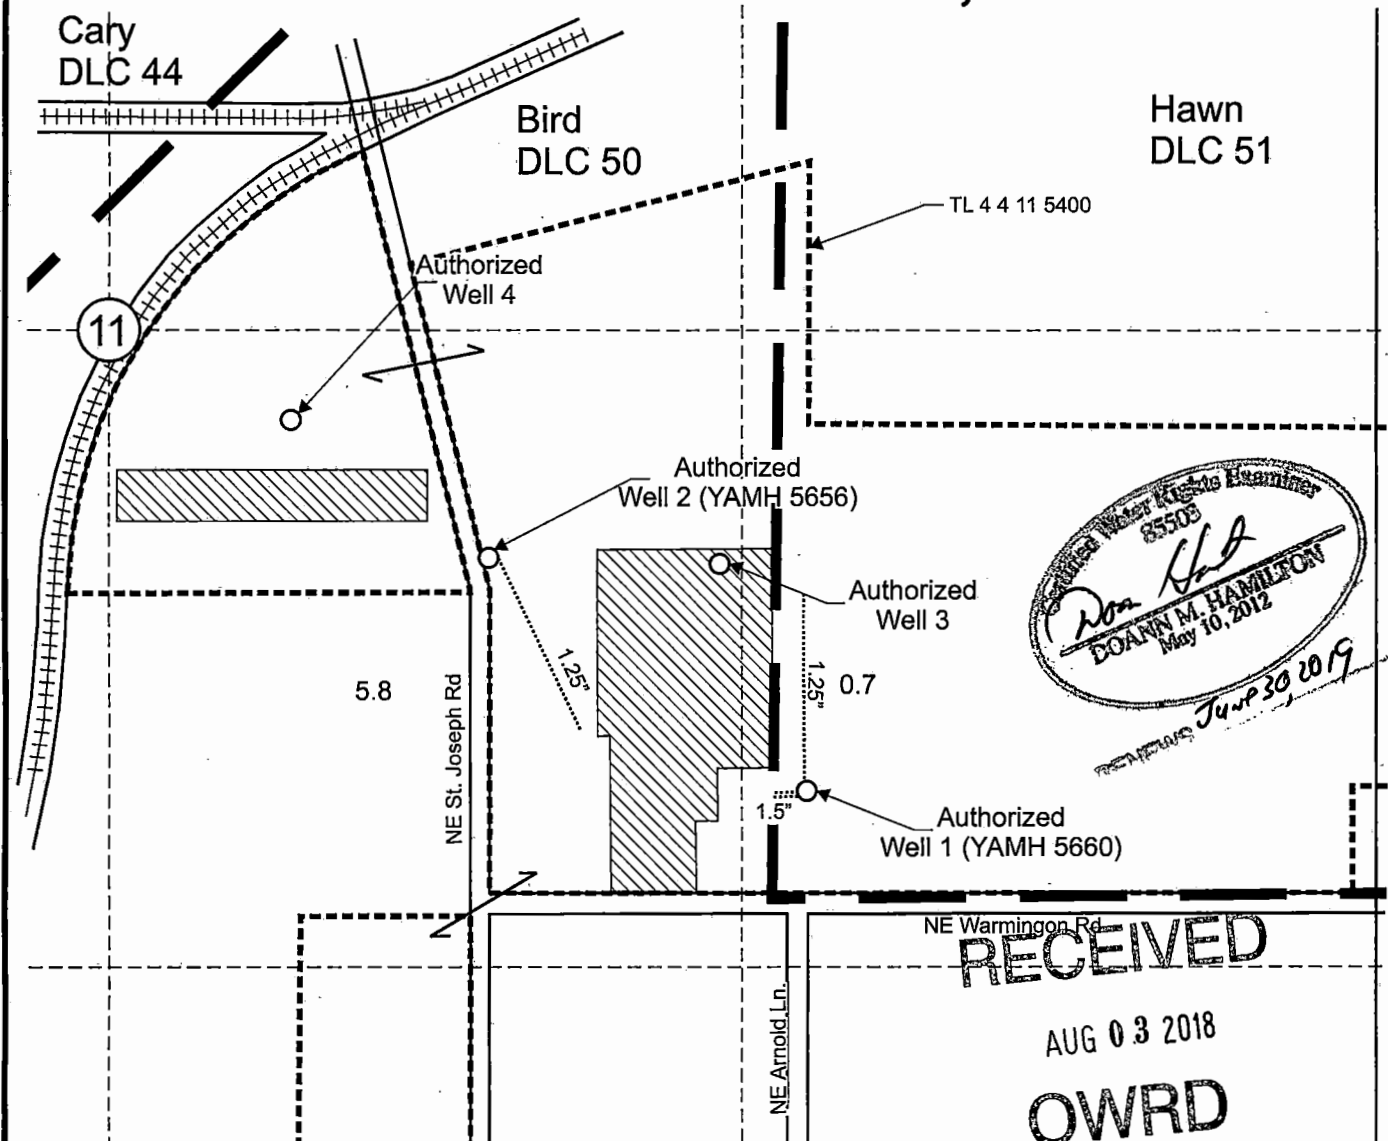 Cary
DLC 44
Bird
DLC 50
Hawn
DLC 51
TL 4 4 11 5400
Authorized
Well 4
11
Authorized
Well 2 (YAMH 5656)
Authorized
Well 3
1.25"
1.25"
5.8
0.7
NE St. Joseph Rd
1.5"
Authorized
Well 1 (YAMH 5660)
Water Rights Examiner
85503
DOANN M. HAMILTON
May 10, 2012
RENEWS June 30, 2019
NE Warmingon Rd
RECEIVED
NE Arnold Ln.
AUG 03 2018
OWRD